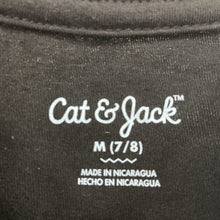 Cat & Jack™
M (7/8)
MADE IN NICARAGUA
HECHO EN NICARAGUA